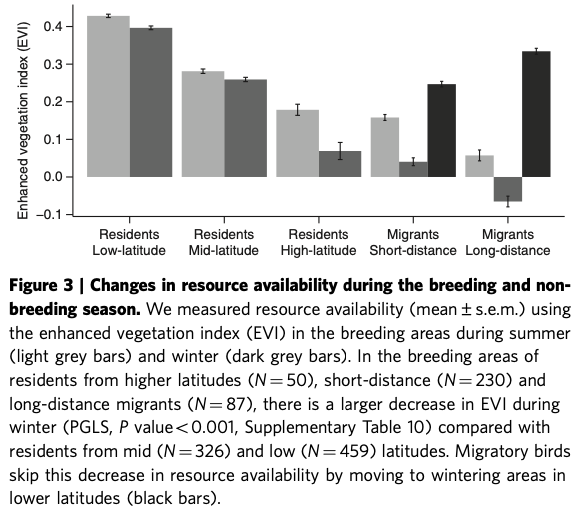 Enhanced vegetation index (EVI)
0.4
0.3
0.2
0.1
0.0
−0.1
Residents
Low-latitude
Residents
Mid-latitude
Residents
High-latitude
Migrants
Short-distance
Migrants
Long-distance
Figure 3 | Changes in resource availability during the breeding and non-
breeding season. We measured resource availability (mean ± s.e.m.) using
the enhanced vegetation index (EVI) in the breeding areas during summer
(light grey bars) and winter (dark grey bars). In the breeding areas of
residents from higher latitudes (N = 50), short-distance (N = 230) and
long-distance migrants (N = 87), there is a larger decrease in EVI during
winter (PGLS, P value < 0.001, Supplementary Table 10) compared with
residents from mid (N = 326) and low (N = 459) latitudes. Migratory birds
skip this decrease in resource availability by moving to wintering areas in
lower latitudes (black bars).